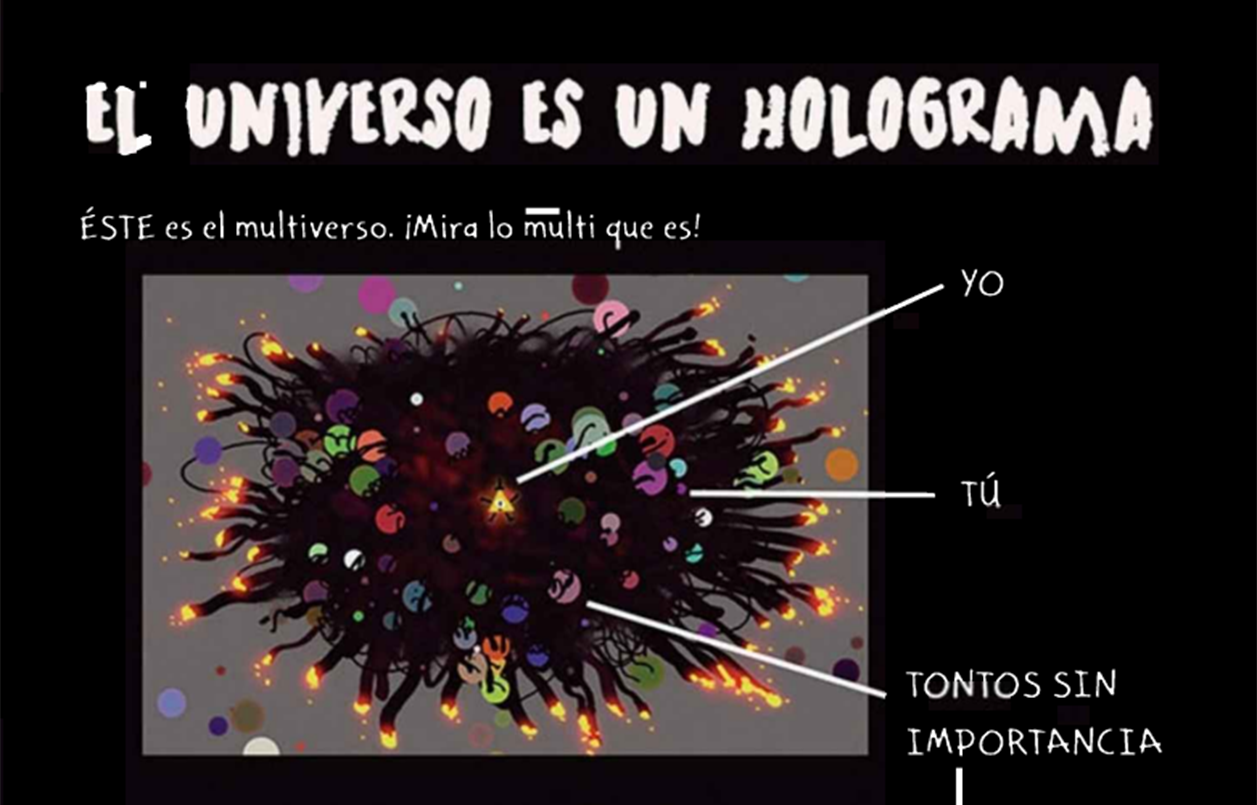 EL UNIVERSO ES UN HOLOGRAMA
ÉSTE es el multiverso. ¡Mira lo multi que es!
YO
TÚ
TONTOS SIN
IMPORTANCIA